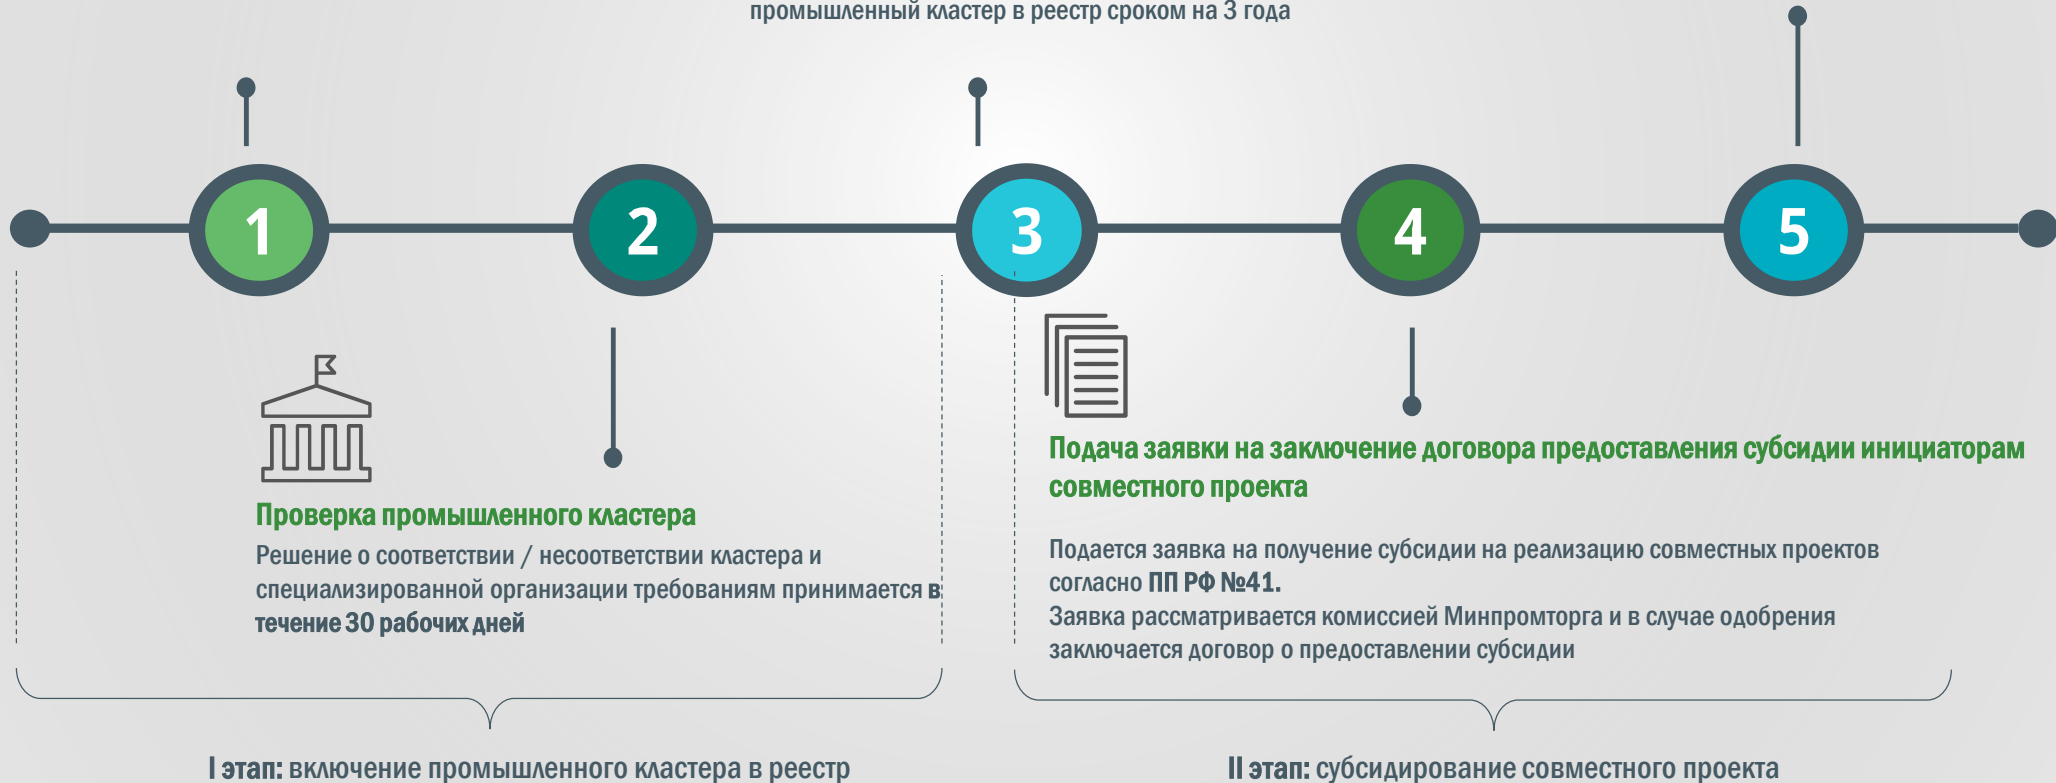 промышленный кластер в реестр сроком на 3 года
1
2
3
4
5
Проверка промышленного кластера
Решение о соответствии / несоответствии кластера и
специализированной организации требованиям принимается в
течение 30 рабочих дней
Подача заявки на заключение договора предоставления субсидии инициаторам
совместного проекта
Подается заявка на получение субсидии на реализацию совместных проектов
согласно ПП РФ №41.
Заявка рассматривается комиссией Минпромторга и в случае одобрения
заключается договор о предоставлении субсидии
I этап: включение промышленного кластера в реестр
II этап: субсидирование совместного проекта